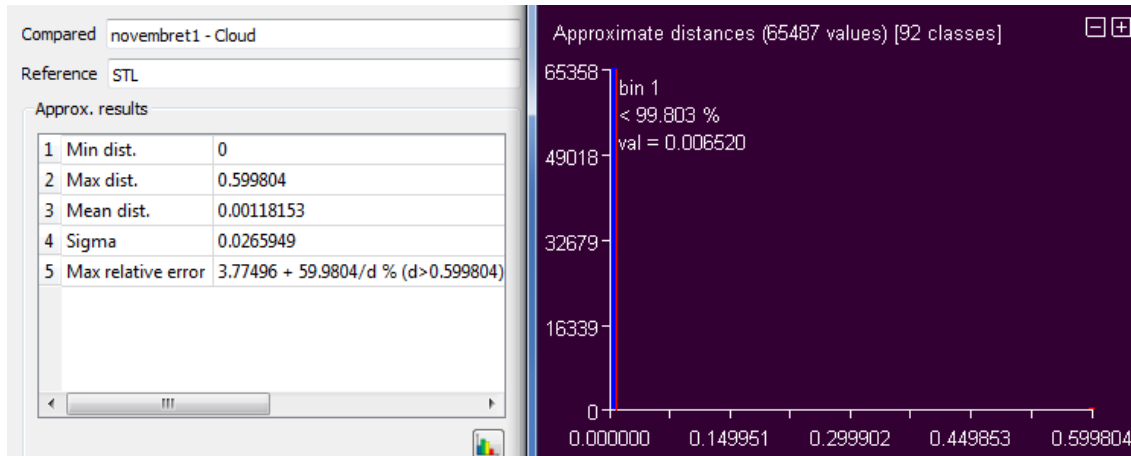 Compared novembret1 - Cloud
Reference STL
Approx. results
1 Min dist. 0
2 Max dist. 0.599804
3 Mean dist. 0.00118153
4 Sigma 0.0265949
5 Max relative error 3.77496 + 59.9804/d % (d>0.599804)
Approximate distances (65487 values) [92 classes]
65358
bin 1
< 99.803 %
val = 0.006520
49018
32679
16339
0
0.000000 0.149951 0.299902 0.449853 0.599804